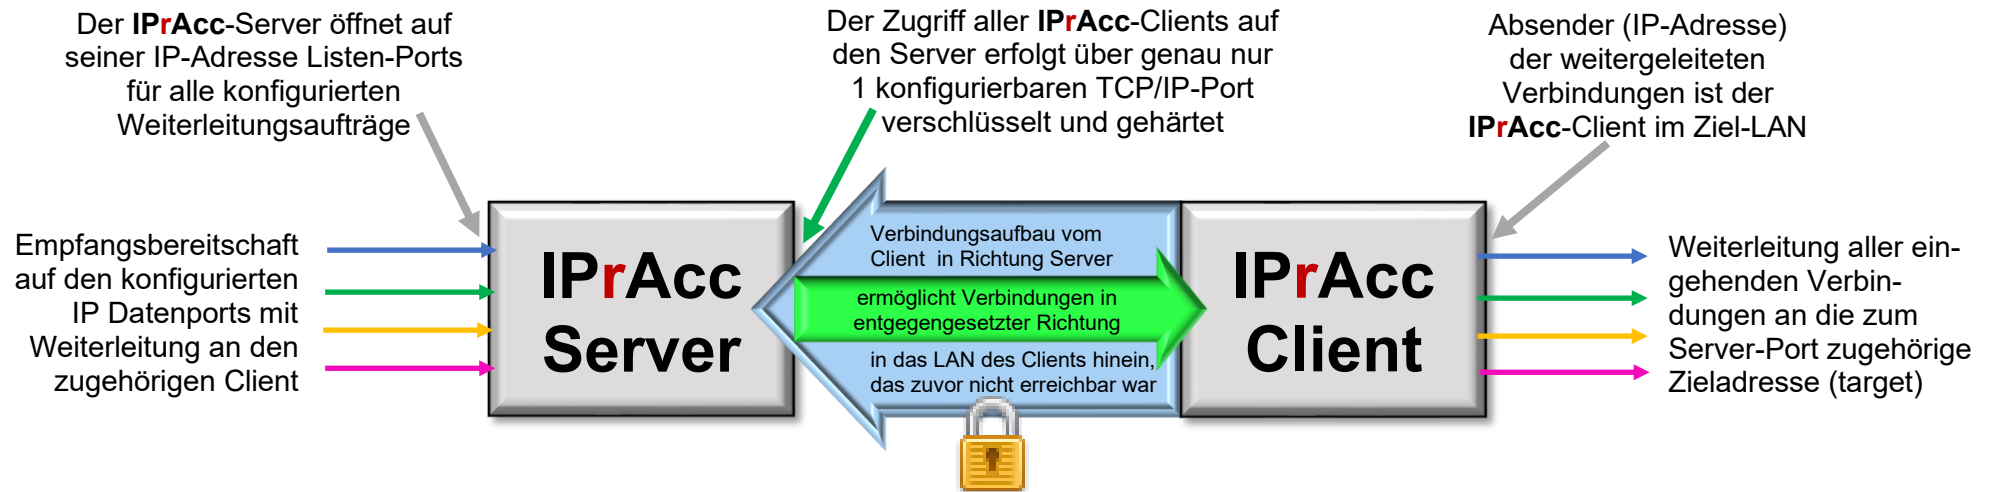 Der IPrAcc-Server öffnet auf
seiner IP-Adresse Listen-Ports
für alle konfigurierten
Weiterleitungsaufträge
Der Zugriff aller IPrAcc-Clients auf
den Server erfolgt über genau nur
1 konfigurierbaren TCP/IP-Port
verschlüsselt und gehärtet
Absender (IP-Adresse)
der weitergeleiteten
Verbindungen ist der
IPrAcc-Client im Ziel-LAN
Empfangsbereitschaft
auf den konfigurierten
IP Datenports mit
Weiterleitung an den
zugehörigen Client
IPrAcc
Server
Verbindungsaufbau vom
Client in Richtung Server
ermöglicht Verbindungen in
entgegengesetzter Richtung
in das LAN des Clients hinein,
das zuvor nicht erreichbar war
IPrAcc
Client
Weiterleitung aller ein-
gehenden Verbin-
dungen an die zum
Server-Port zugehörige
Zieladresse (target)